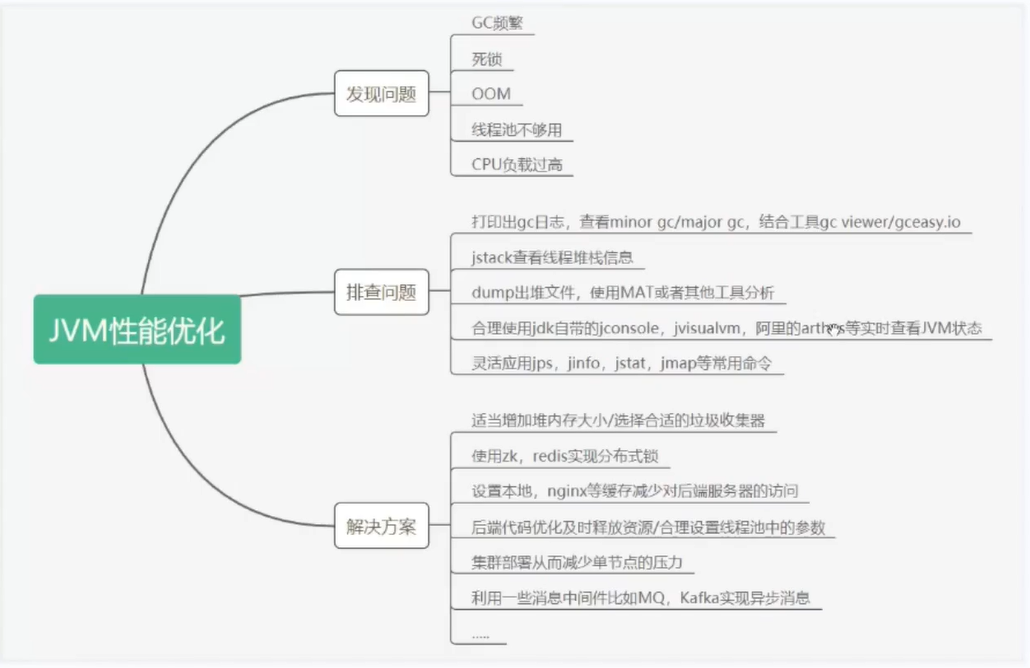 GC频繁
死锁
发现问题
OOM
线程池不够用
CPU负载过高
打印出gc日志，查看minor gc/major gc，结合工具gc viewer/gceasy.io
jstack查看线程堆栈信息
排查问题
dump出堆文件，使用MAT或者其他工具分析
JVM性能优化
合理使用jdk自带的jconsole，jvisualvm，阿里的arthas等实时查看JVM状态
灵活应用jps，jinfo，jstat，jmap等常用命令
适当增加堆内存大小/选择合适的垃圾收集器
使用zk，redis实现分布式锁
设置本地，nginx等缓存减少对后端服务器的访问
解决方案
后端代码优化及时释放资源/合理设置线程池中的参数
集群部署从而减少单节点的压力
利用一些消息中间件比如MQ，Kafka实现异步消息
.....